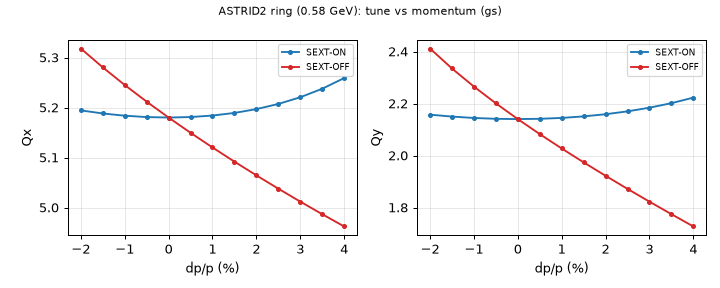 ASTRID2 ring (0.58 GeV): tune vs momentum (gs)
SEXT-ON
SEXT-OFF
5.3
5.2
5.1
5.0
Qx
−2
−1
0
1
2
3
4
dp/p (%)
SEXT-ON
SEXT-OFF
2.4
2.2
2.0
1.8
Qy
−2
−1
0
1
2
3
4
dp/p (%)